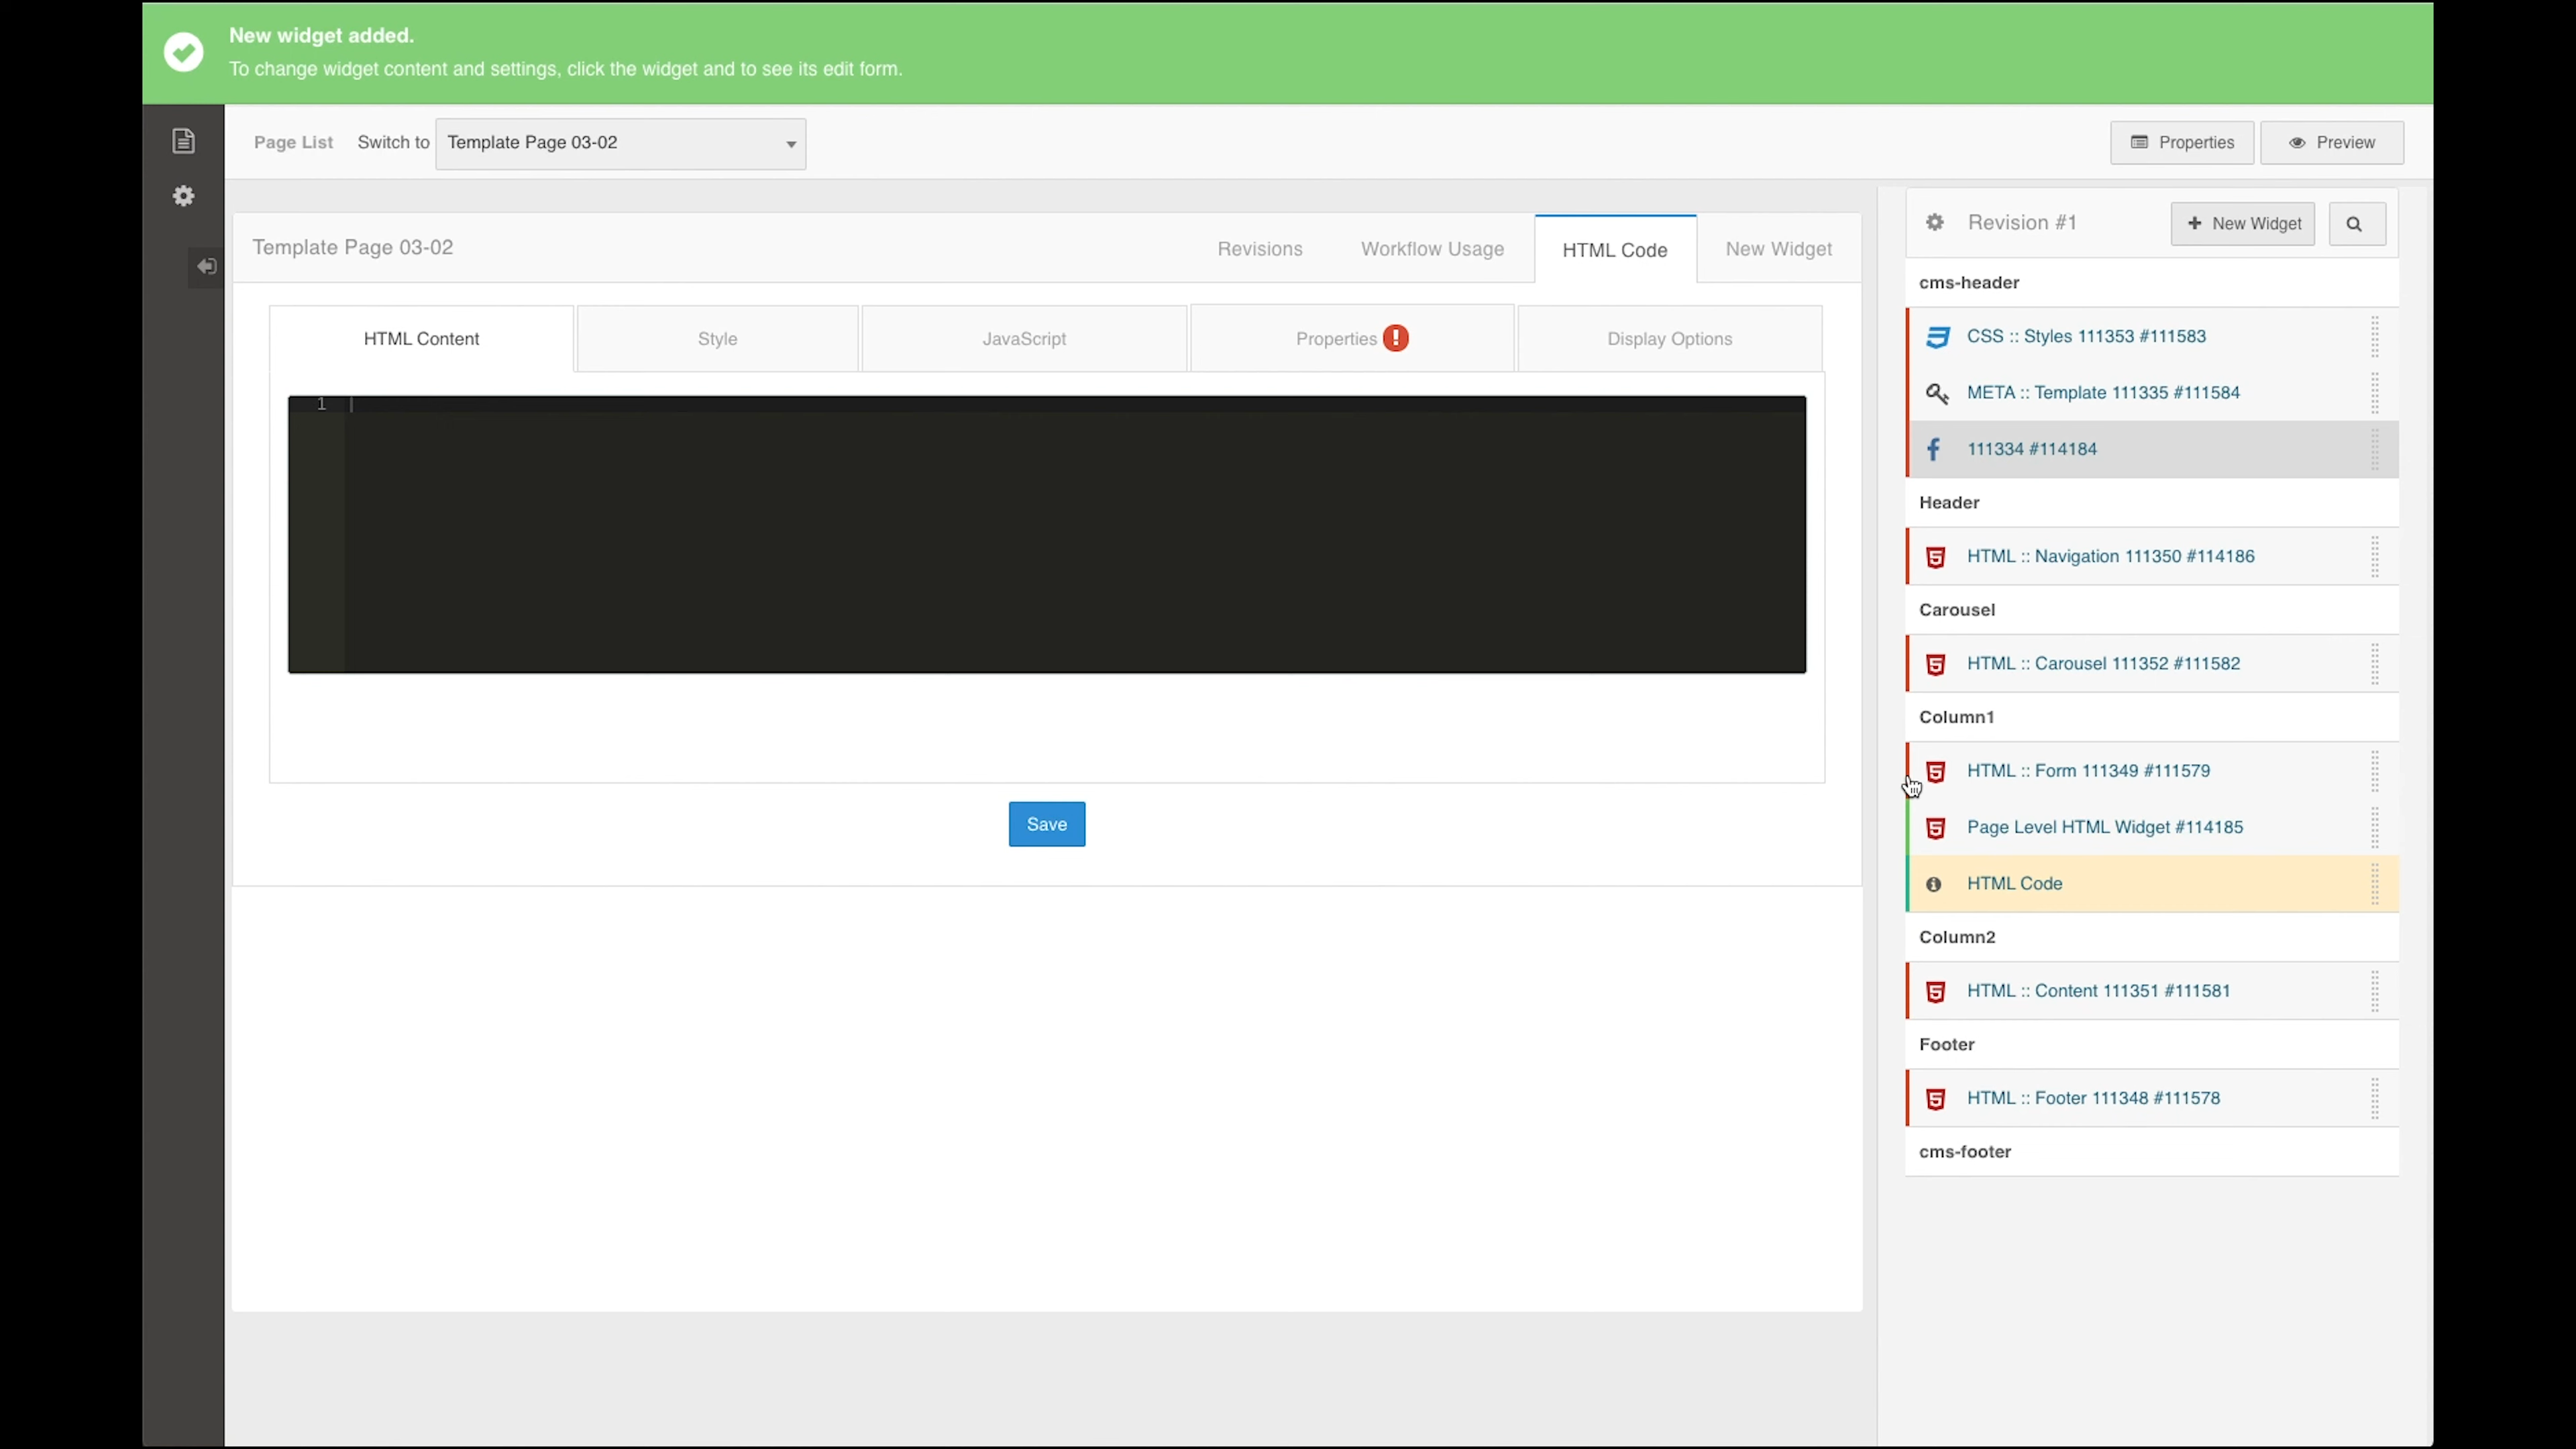 New widget added.
To change widget content and settings, click the widget and to see its edit form.
Page List Switch to Template Page 03-02 Properties Preview
Template Page 03-02 Revisions Workflow Usage HTML Code New Widget
HTML Content Style JavaScript Properties ! Display Options
1
Save
Revision #1 + New Widget
cms-header
CSS :: Styles 111353 #111583
META :: Template 111335 #111584
111334 #114184
Header
HTML :: Navigation 111350 #114186
Carousel
HTML :: Carousel 111352 #111582
Column1
HTML :: Form 111349 #111579
Page Level HTML Widget #114185
HTML Code
Column2
HTML :: Content 111351 #111581
Footer
HTML :: Footer 111348 #111578
cms-footer